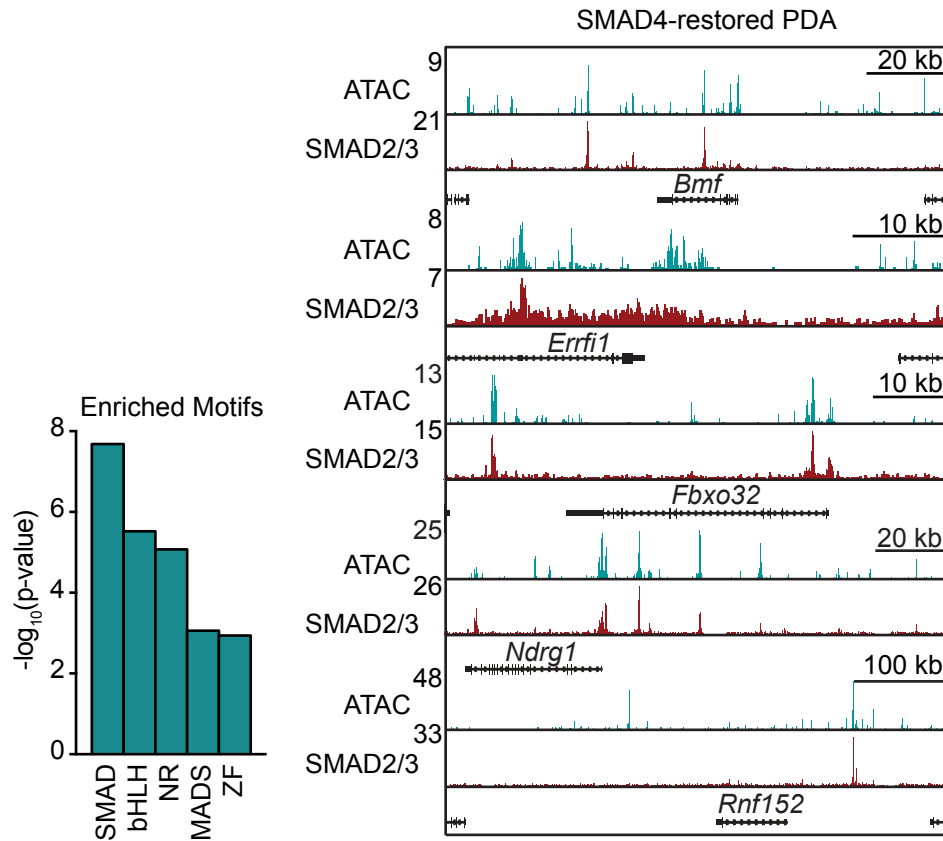 SMAD4-restored PDA
9
20 kb
ATAC
21
SMAD2/3
Bmf
8
10 kb
ATAC
7
SMAD2/3
Errfi1
13
10 kb
ATAC
15
SMAD2/3
Fbxo32
25
20 kb
ATAC
26
SMAD2/3
Ndrg1
48
100 kb
ATAC
33
SMAD2/3
Rnf152
Enriched Motifs
8
6
4
2
0
-log10(p-value)
SMAD
bHLH
NR
MADS
ZF